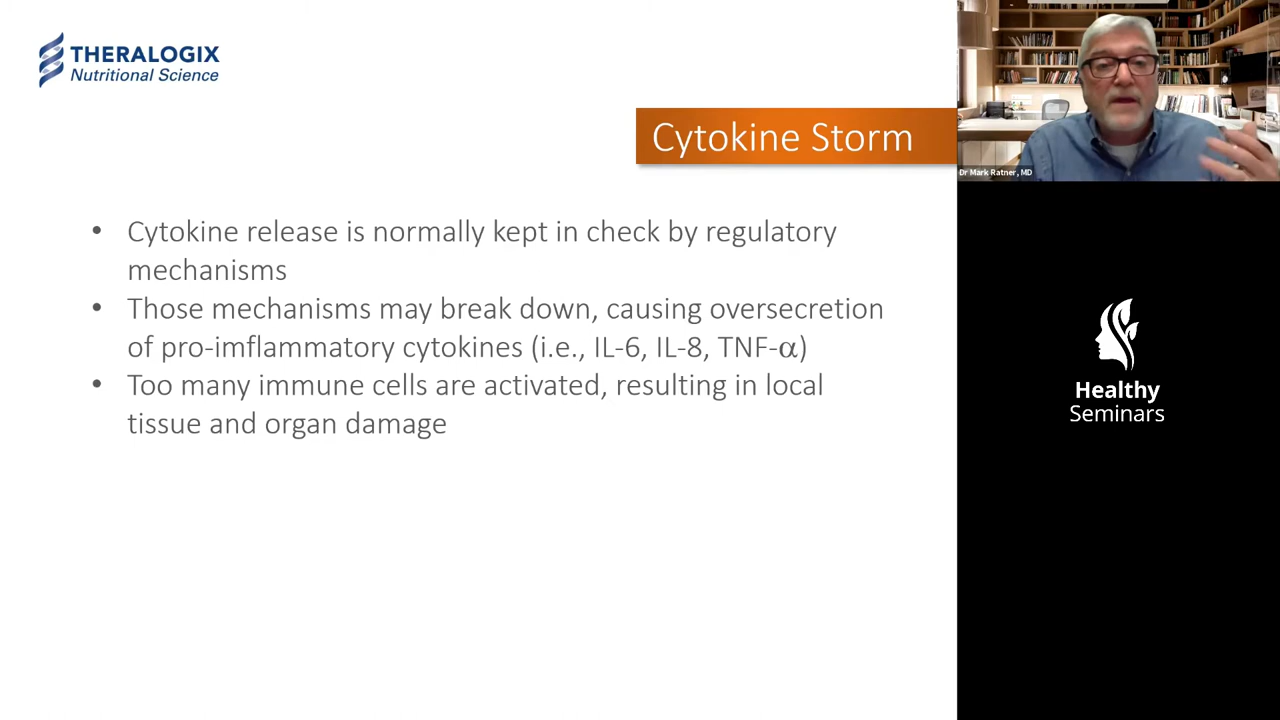 THERALOGIX
Nutritional Science
Cytokine Storm
Dr Mark Ratner, MD
• Cytokine release is normally kept in check by regulatory
mechanisms
• Those mechanisms may break down, causing oversecretion
of pro-imflammatory cytokines (i.e., IL-6, IL-8, TNF-α)
• Too many immune cells are activated, resulting in local
tissue and organ damage
Healthy
Seminars